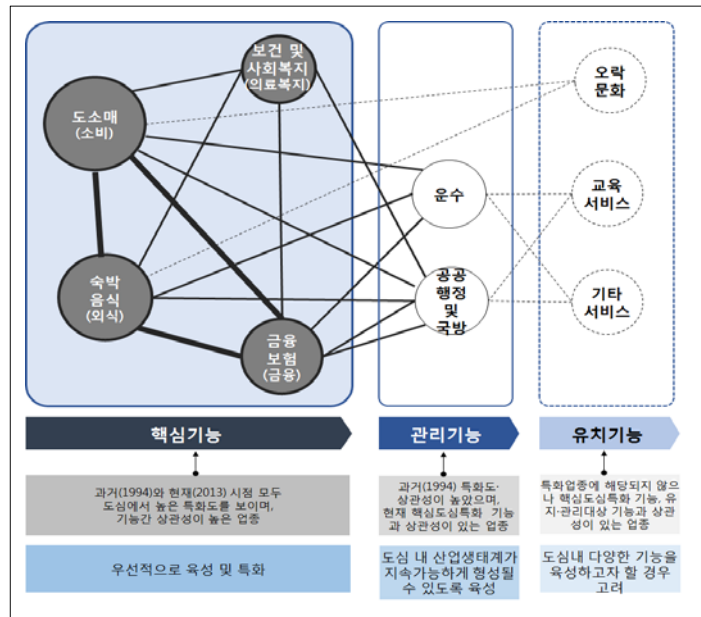 보건 및
사회복지
(의료복지)
도소매
(소비)
숙박
음식
(외식)
금융
보험
(금융)
운수
공공
행정
및
국방
오락
문화
교육
서비스
기타
서비스
핵심기능
관리기능
유치기능
과거(1994)와 현재(2013) 시점 모두
도심에서 높은 특화도를 보이며,
기능간 상관성이 높은 업종
과거(1994) 특화도·
상관성이 높았으며,
현재 핵심도심특화 기능
과 상관성이 있는 업종
특화업종에 해당되지 않으
나 핵심도심특화 기능, 유
지·관리대상 기능과 상관
성이 있는 업종
우선적으로 육성 및 특화
도심 내 산업생태계가
지속가능하게 형성될
수 있도록 육성
도심내 다양한 기능을
육성하고자 할 경우
고려